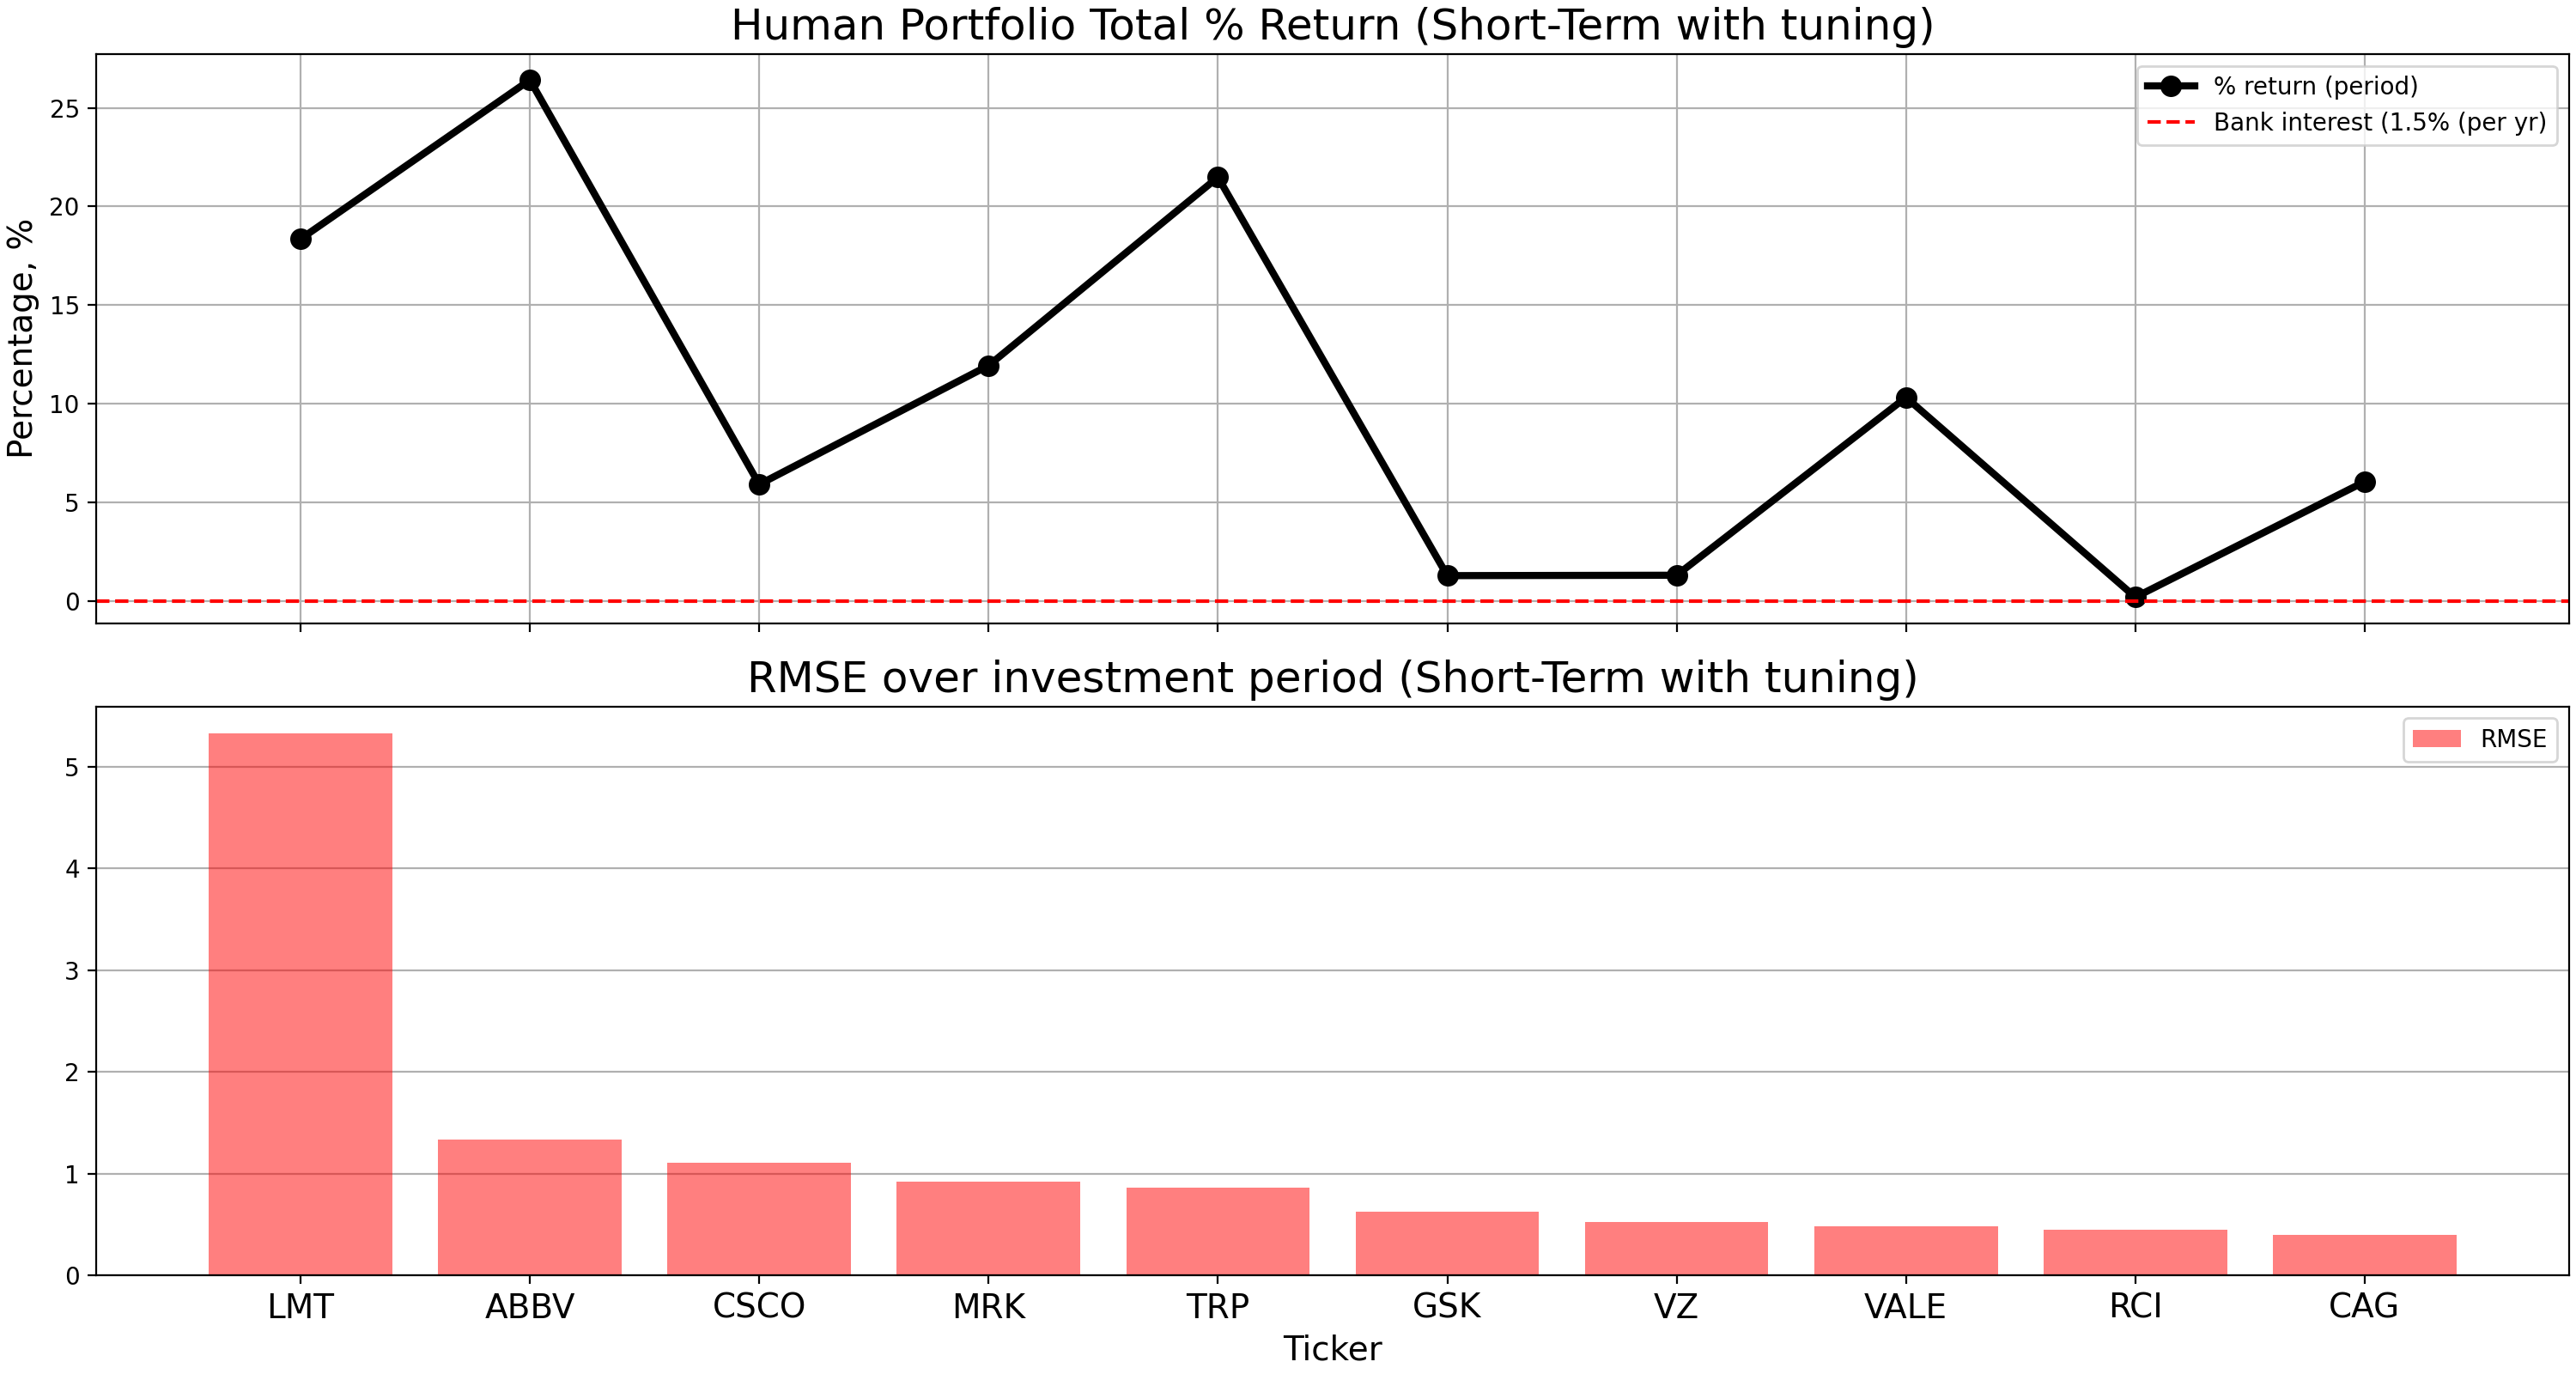 Human Portfolio Total % Return (Short-Term with tuning)
Percentage, %
25
20
15
10
5
0
% return (period)
Bank interest (1.5% (per yr)
RMSE over investment period (Short-Term with tuning)
5
4
3
2
1
0
RMSE
LMT ABBV CSCO MRK TRP GSK VZ VALE RCI CAG
Ticker